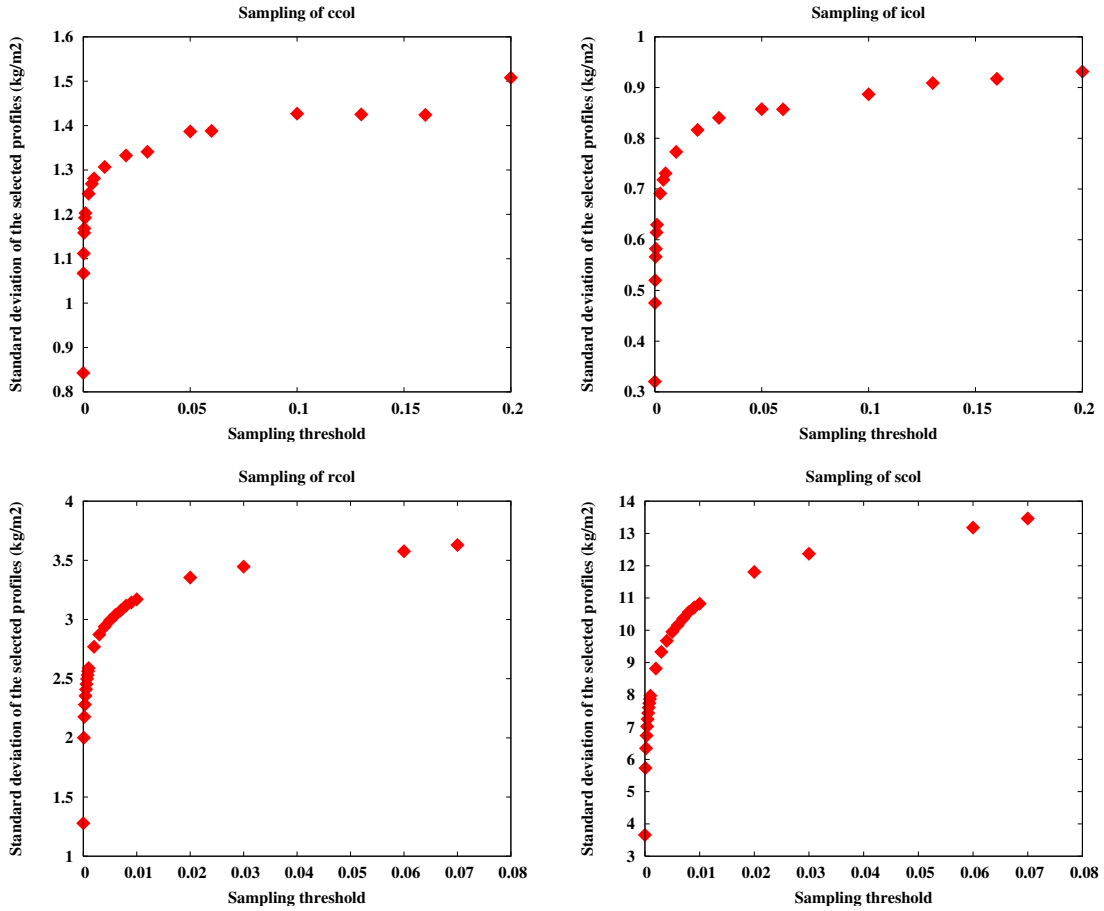 Sampling of ccol
Standard deviation of the selected profiles (kg/m2)
1.6
1.5
1.4
1.3
1.2
1.1
1
0.9
0.8
0 0.05 0.1 0.15 0.2
Sampling threshold
Sampling of icol
Standard deviation of the selected profiles (kg/m2)
1
0.9
0.8
0.7
0.6
0.5
0.4
0.3
0 0.05 0.1 0.15 0.2
Sampling threshold
Sampling of rcol
Standard deviation of the selected profiles (kg/m2)
4
3.5
3
2.5
2
1.5
1
0 0.01 0.02 0.03 0.04 0.05 0.06 0.07 0.08
Sampling threshold
Sampling of scol
Standard deviation of the selected profiles (kg/m2)
14
13
12
11
10
9
8
7
6
5
4
3
0 0.01 0.02 0.03 0.04 0.05 0.06 0.07 0.08
Sampling threshold